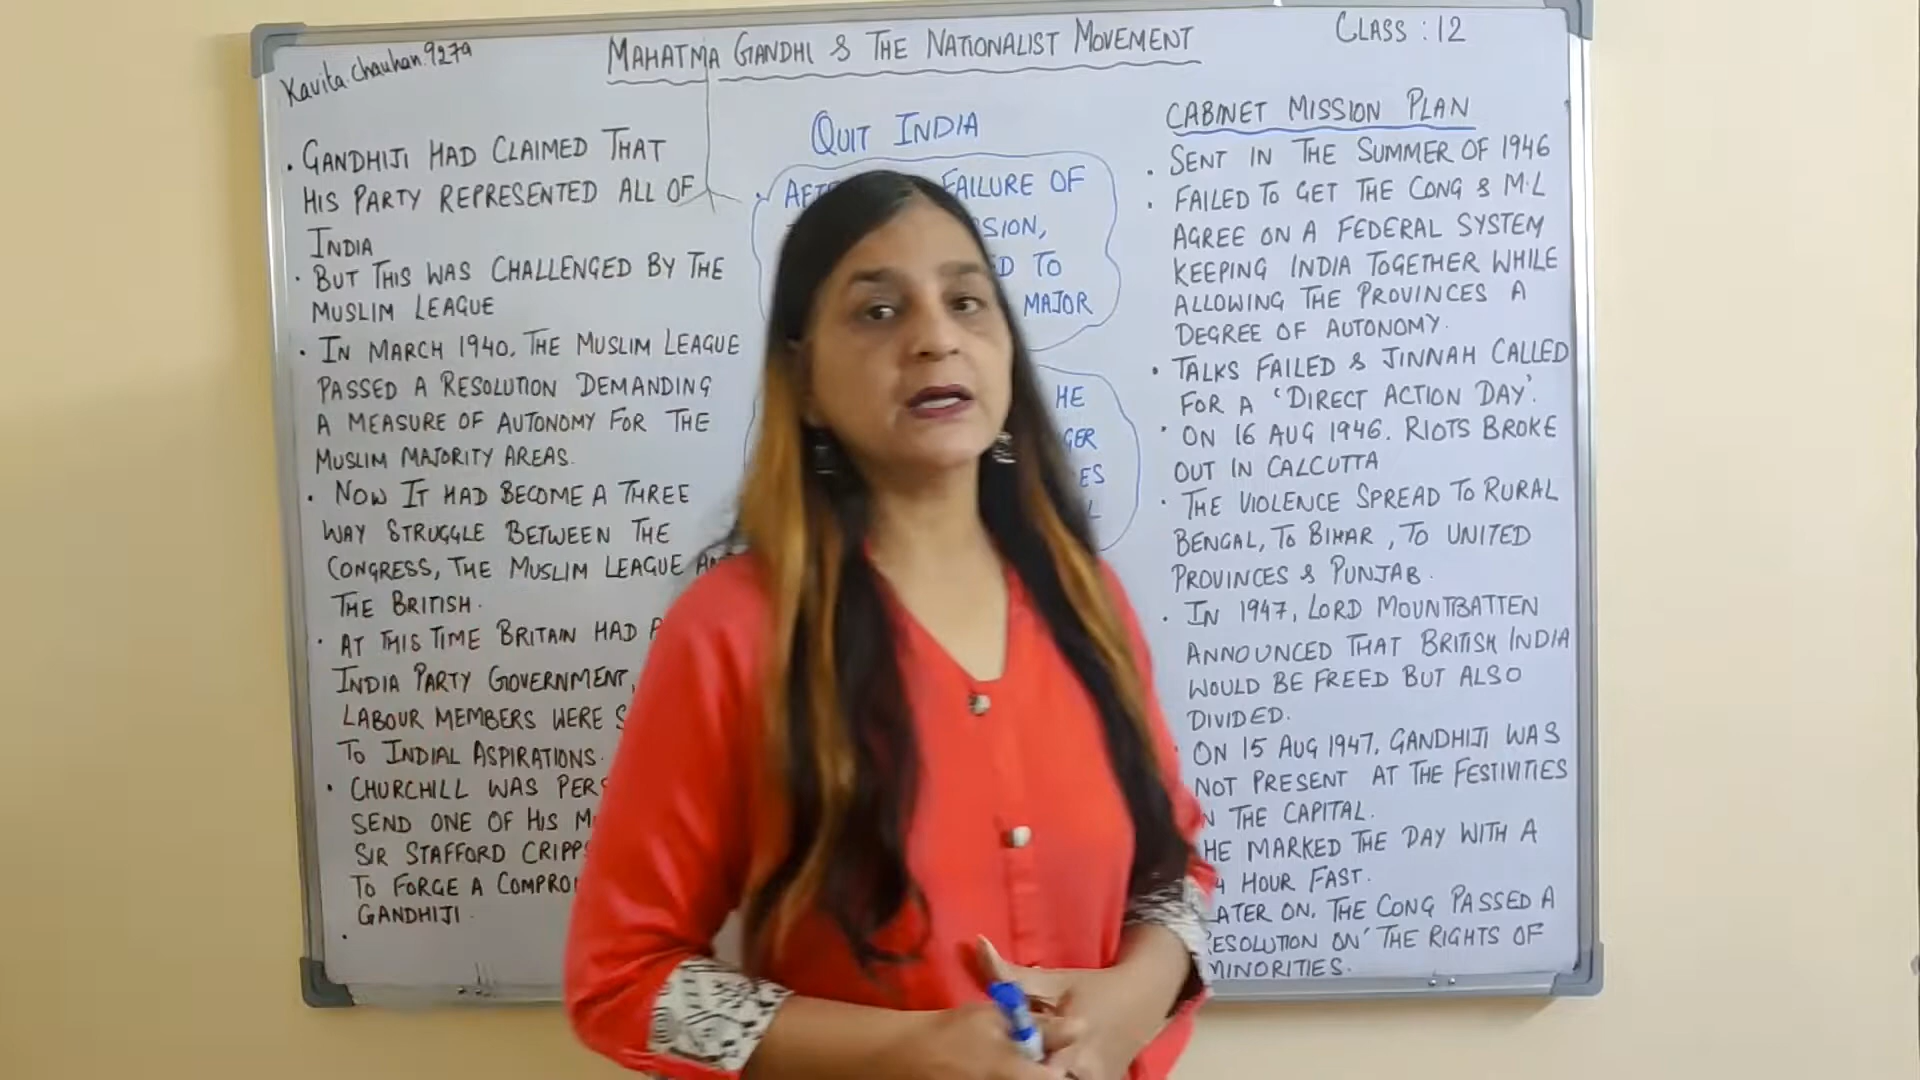 Kavita.chauhan.9279
MAHATMA GANDHI & THE NATIONALIST MOVEMENT
CLASS : 12
. GANDHIJI HAD CLAIMED THAT
HIS PARTY REPRESENTED ALL OF
INDIA
. BUT THIS WAS CHALLENGED BY THE
MUSLIM LEAGUE
. IN MARCH 1940, THE MUSLIM LEAGUE
PASSED A RESOLUTION DEMANDING
A MEASURE OF AUTONOMY FOR THE
MUSLIM MAJORITY AREAS.
. NOW IT HAD BECOME A THREE
WAY STRUGGLE BETWEEN THE
CONGRESS, THE MUSLIM LEAGUE
THE BRITISH.
. AT THIS TIME BRITAIN HAD
INDIA PARTY GOVERNMENT,
LABOUR MEMBERS WERE
TO INDIAL ASPIRATIONS.
. CHURCHILL WAS
SEND ONE OF HIS
SIR STAFFORD CRIPPS
TO FORGE A
GANDHIJI.
QUIT INDIA
FAILURE OF
TO
MAJOR
HE
CABINET MISSION PLAN
. SENT IN THE SUMMER OF 1946
. FAILED TO GET THE CONG & M.L
AGREE ON A FEDERAL SYSTEM
KEEPING INDIA TOGETHER WHILE
ALLOWING THE PROVINCES A
DEGREE OF AUTONOMY.
. TALKS FAILED & JINNAH CALLED
FOR A 'DIRECT ACTION DAY'.
. ON 16 AUG 1946. RIOTS BROKE
OUT IN CALCUTTA
. THE VIOLENCE SPREAD TO RURAL
BENGAL, TO BIHAR, TO UNITED
PROVINCES & PUNJAB.
. IN 1947, LORD MOUNTBATTEN
ANNOUNCED THAT BRITISH INDIA
WOULD BE FREED BUT ALSO
DIVIDED.
. ON 15 AUG 1947, GANDHIJI WAS
NOT PRESENT AT THE FESTIVITIES
THE CAPITAL.
HE MARKED THE DAY WITH A
HOUR FAST.
ON, THE CONG PASSED A
ON' THE RIGHTS OF
MINORITIES.